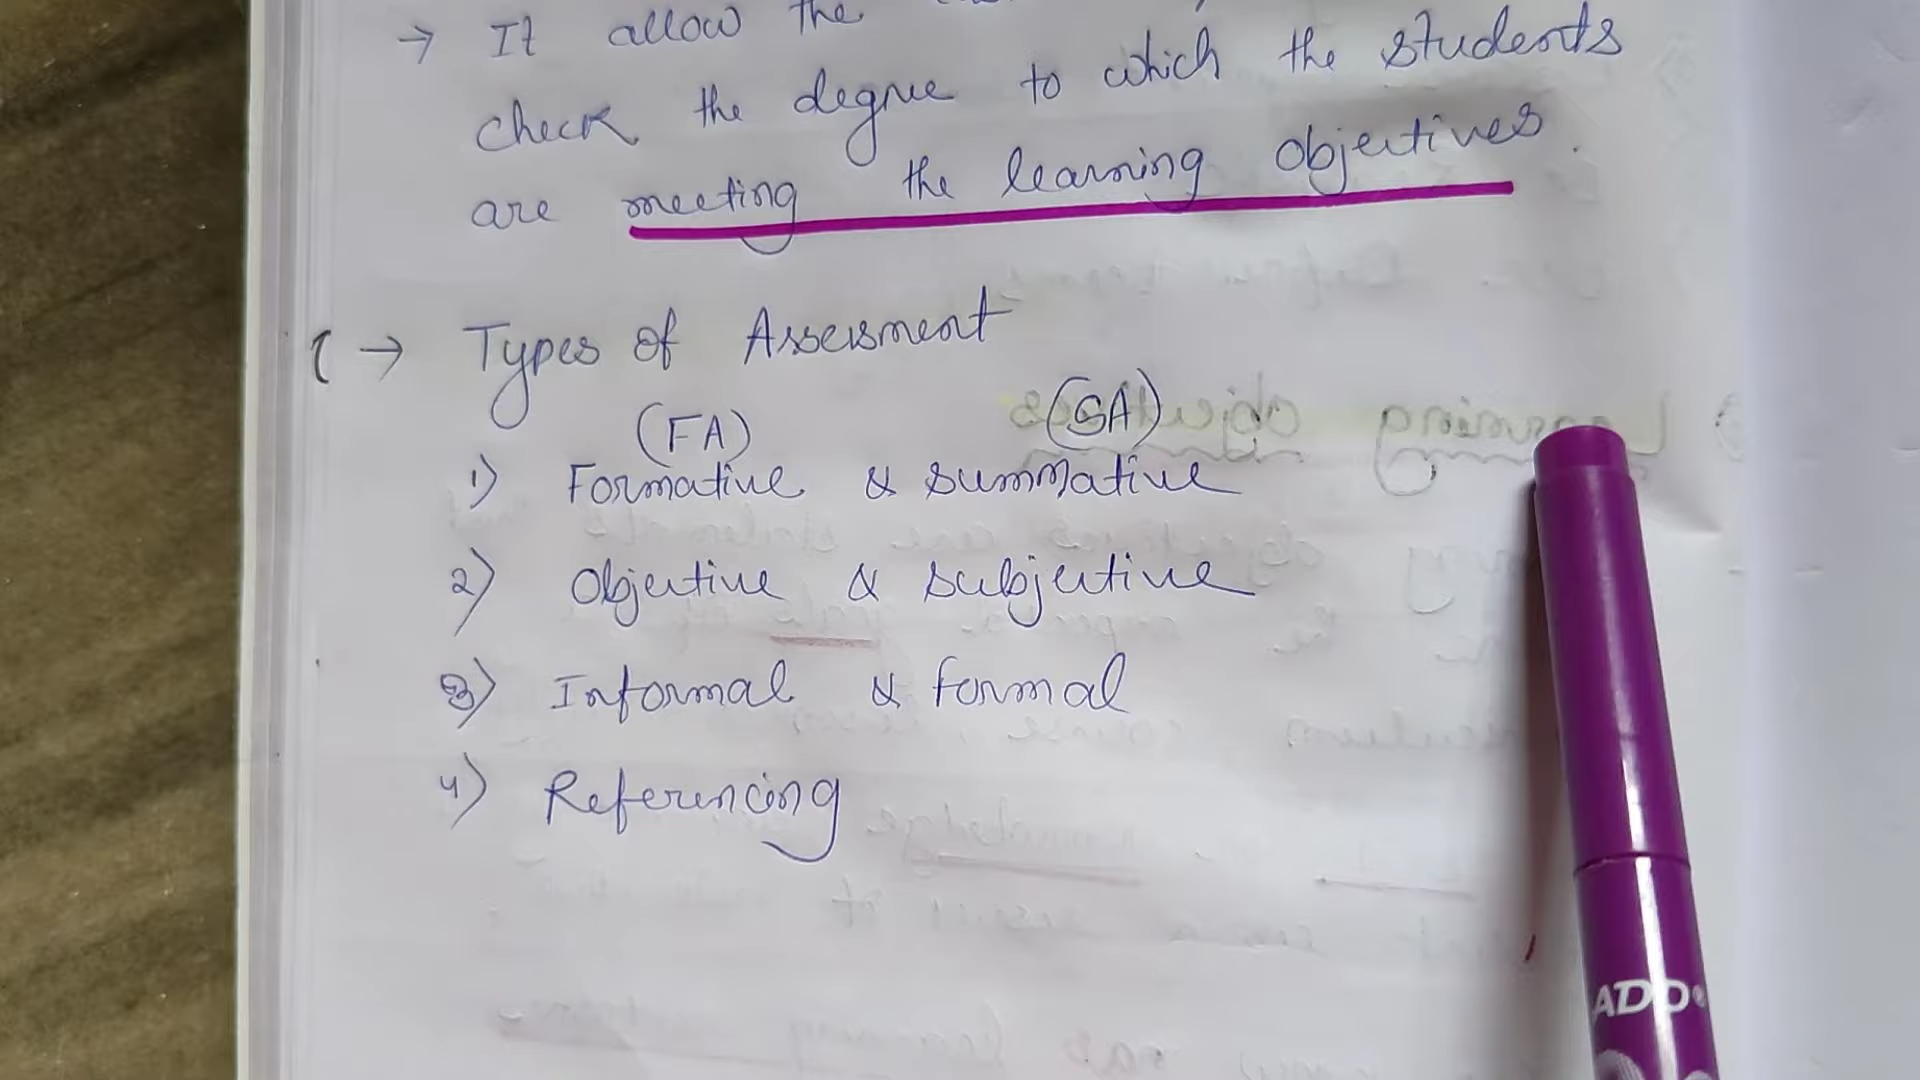 → It allow the
check the degree to which the students
are meeting the learning objectives.
→ Types of Assessment
(FA) (SA)
1) Formative & summative
2) Objective & subjective
3) Informal & formal
4) Referencing
ADD